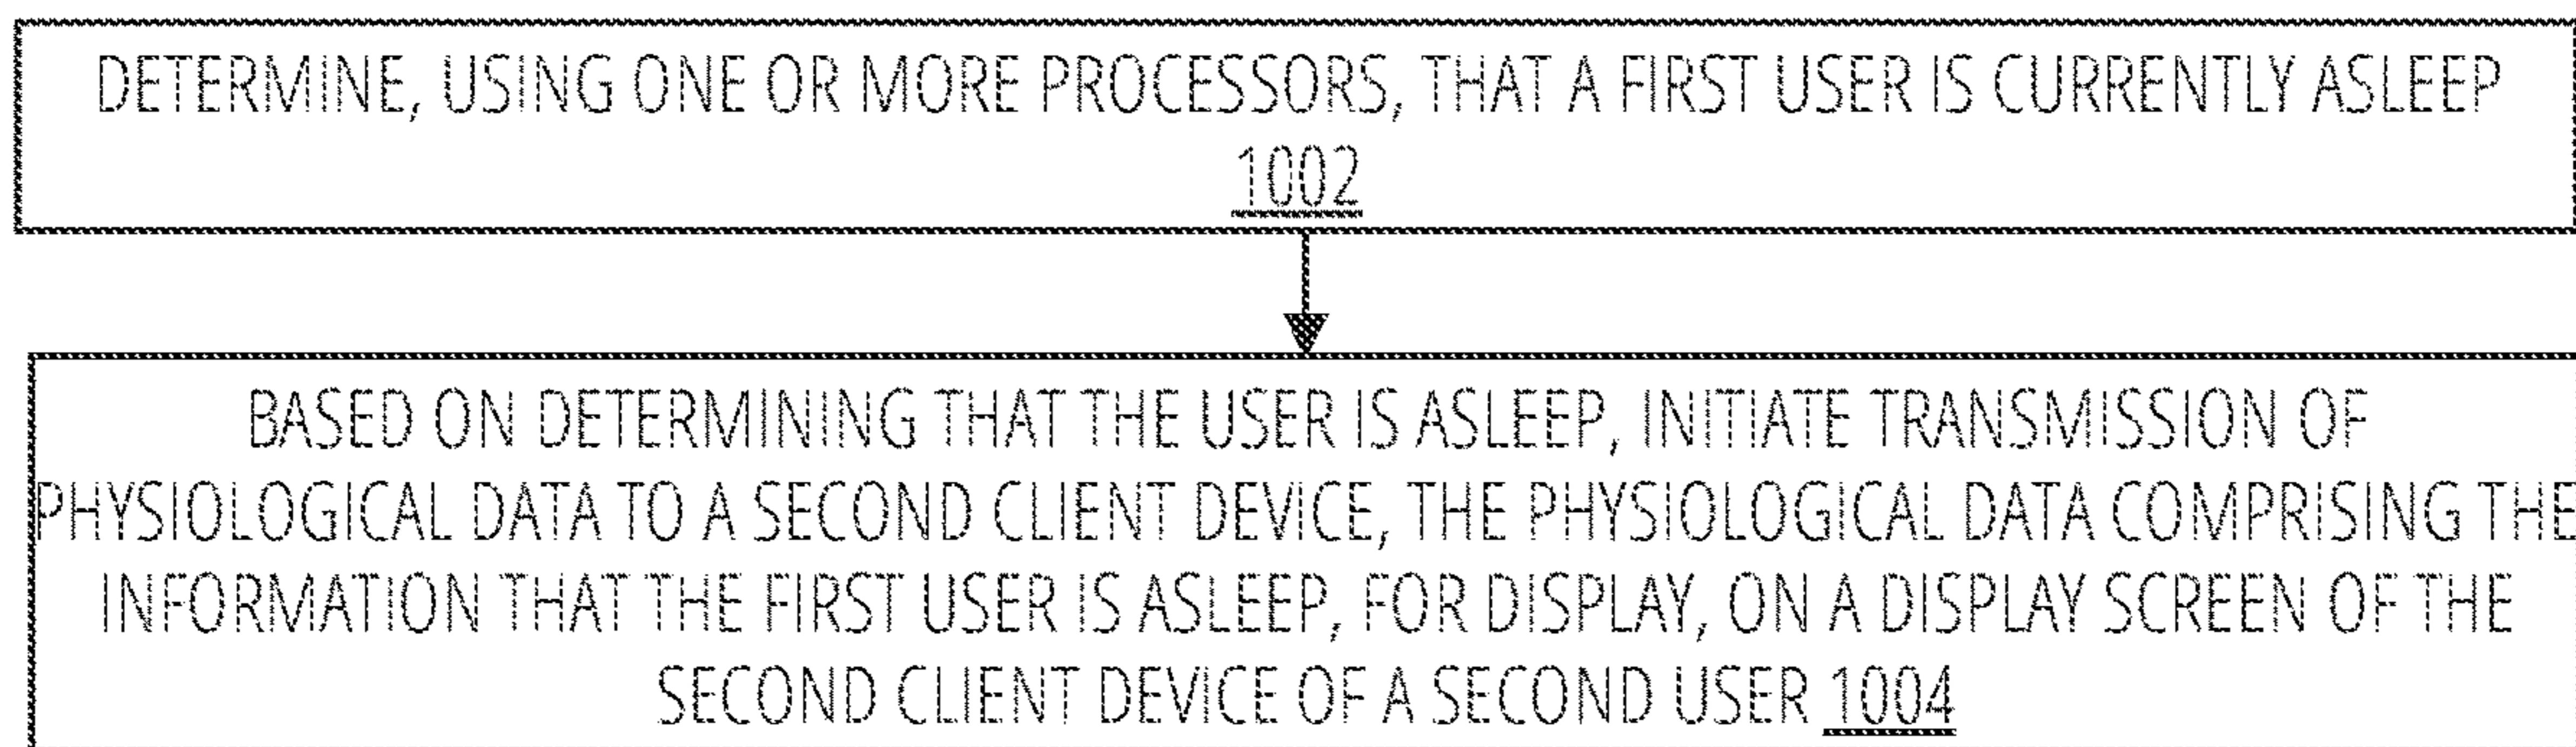 DETERMINE, USING ONE OR MORE PROCESSORS, THAT A FIRST USER IS CURRENTLY ASLEEP
1002
BASED ON DETERMINING THAT THE USER IS ASLEEP, INITIATE TRANSMISSION OF
PHYSIOLOGICAL DATA TO A SECOND CLIENT DEVICE, THE PHYSIOLOGICAL DATA COMPRISING THE
INFORMATION THAT THE FIRST USER IS ASLEEP, FOR DISPLAY, ON A DISPLAY SCREEN OF THE
SECOND CLIENT DEVICE OF A SECOND USER 1004